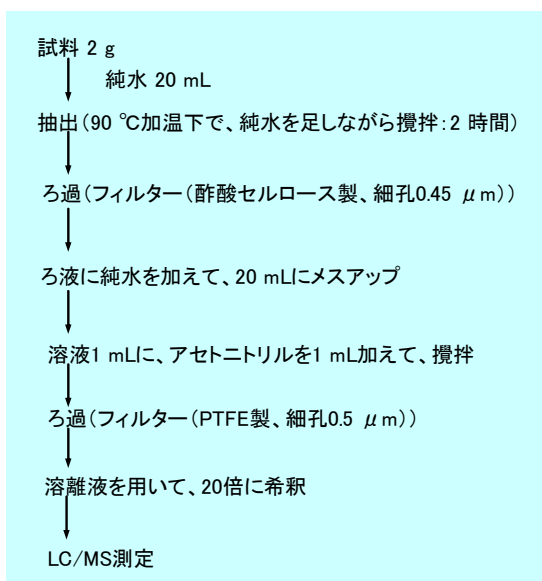 試料 2 g
純水 20 mL
抽出(90 ℃加温下で、純水を足しながら攪拌:2 時間)
ろ過(フィルター(酢酸セルロース製、細孔0.45 μm))
ろ液に純水を加えて、20 mLにメスアップ
溶液1 mLに、アセトニトリルを1 mL加えて、攪拌
ろ過(フィルター(PTFE製、細孔0.5 μm))
溶離液を用いて、20倍に希釈
LC/MS測定